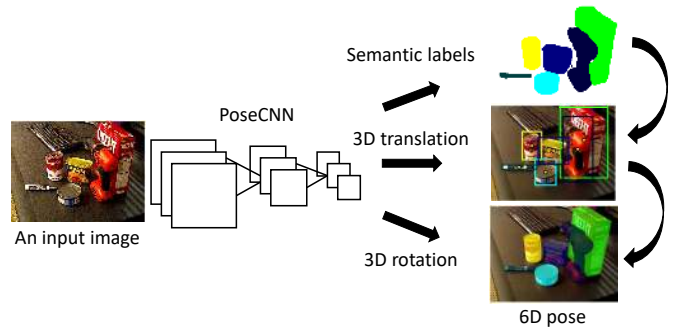 Semantic labels
PoseCNN
3D translation
An input image
3D rotation
6D pose